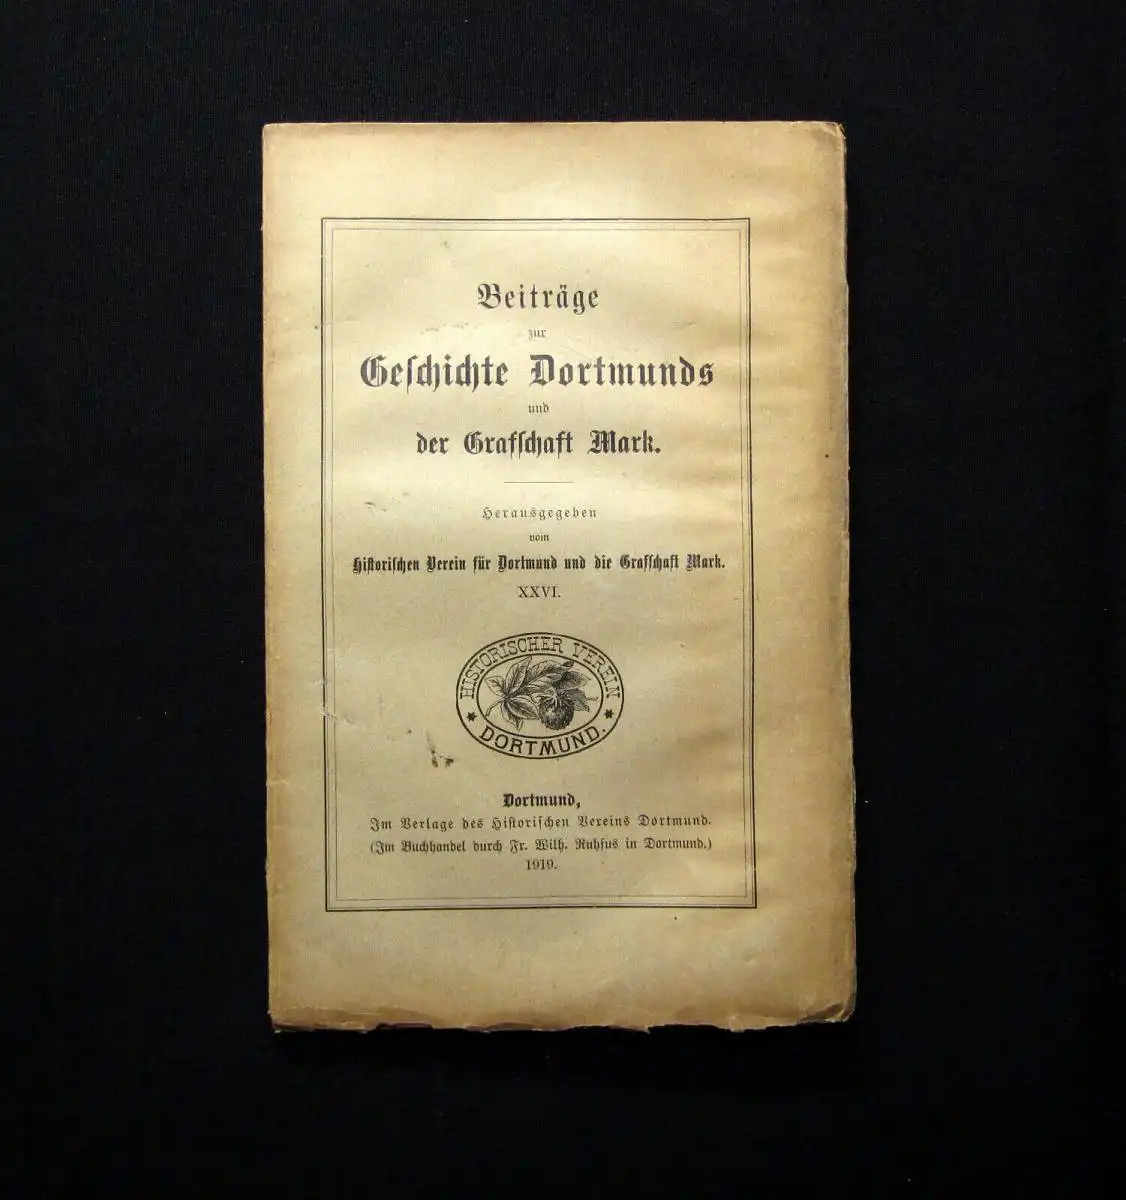 Beiträge
zur
Geſchichte Dortmunds
und
der Grafſchaft Mark.
Herausgegeben
vom
Hiſtoriſchen Verein für Dortmund und die Grafſchaft Mark.
XXVI.
HISTORISCHER VEREIN
* DORTMUND. *
Dortmund,
Im Verlage des Hiſtoriſchen Vereins Dortmund.
(Im Buchhandel durch Fr. Wilh. Ruhfus in Dortmund.)
1919.